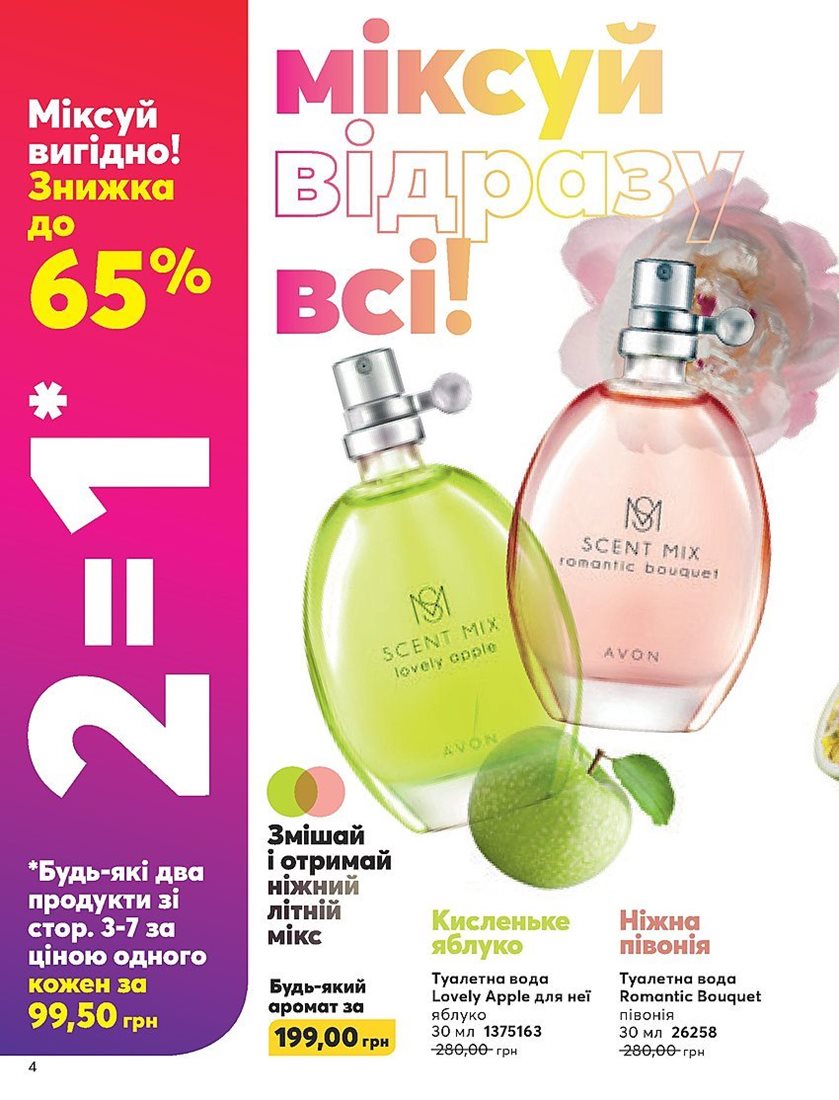 Міксуй
вигідно!
Знижка
до
65%
2=1*
*Будь-які два
продукти зі
стор. 3-7 за
ціною одного
кожен за
99,50 грн
4
міксуй
відразу
всі!
SM
SCENT MIX
romantic bouquet
AVON
SM
SCENT MIX
lovely apple
AVON
Змішай
і отримай
ніжний
літній
мікс
Будь-який
аромат за
199,00 грн
Кисленьке
яблуко
Туалетна вода
Lovely Apple для неї
яблуко
30 мл 1375163
280,00 грн
Ніжна
півонія
Туалетна вода
Romantic Bouquet
півонія
30 мл 26258
280,00 грн